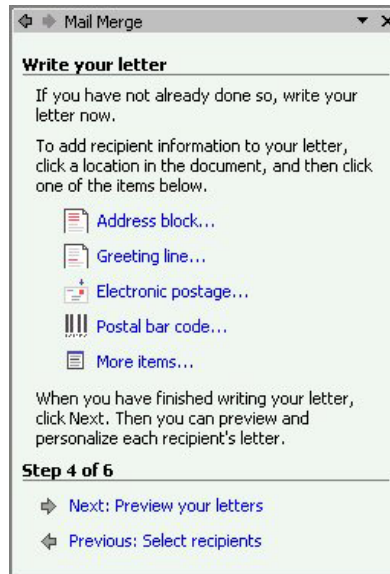 Mail Merge
Write your letter
If you have not already done so, write your
letter now.
To add recipient information to your letter,
click a location in the document, and then click
one of the items below.
Address block...
Greeting line...
Electronic postage...
Postal bar code...
More items...
When you have finished writing your letter,
click Next. Then you can preview and
personalize each recipient's letter.
Step 4 of 6
Next: Preview your letters
Previous: Select recipients